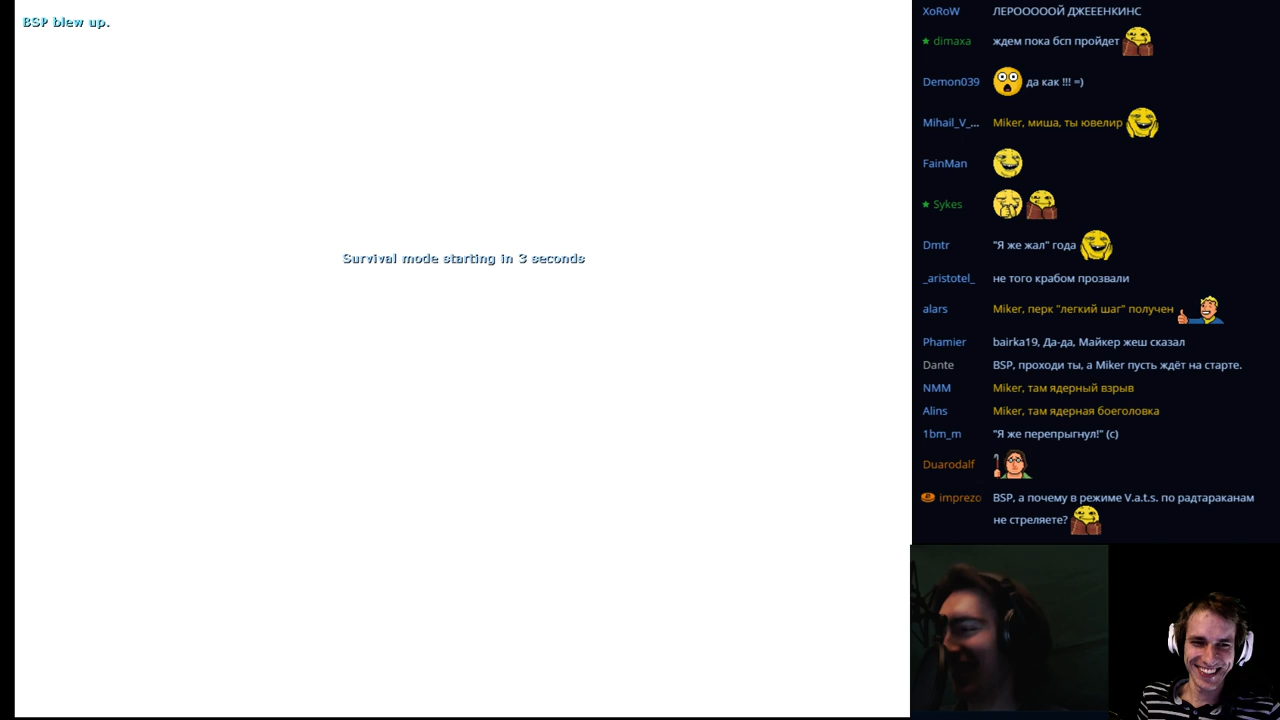 BSP blew up.
Survival mode starting in 3 seconds
XoRoW ЛЕРОООООЙ ДЖЕЕЕНКИНС
dimaxa ждем пока бсп пройдет
Demon039 да как !!! =)
Mihail_V_... Miker, миша, ты ювелир
FainMan
Sykes
Dmtr "Я же жал" года
_aristotel_ не того крабом прозвали
alars Miker, перк "легкий шаг" получен
Phamier bairka19, Да-да, Майкер жеш сказал
Dante BSP, проходи ты, а Miker пусть ждёт на старте.
NMM Miker, там ядерный взрыв
Alins Miker, там ядерная боеголовка
1bm_m "Я же перепрыгнул!" (с)
Duarodalf
imprezo BSP, а почему в режиме V.a.t.s. по радтараканам
не стреляете?